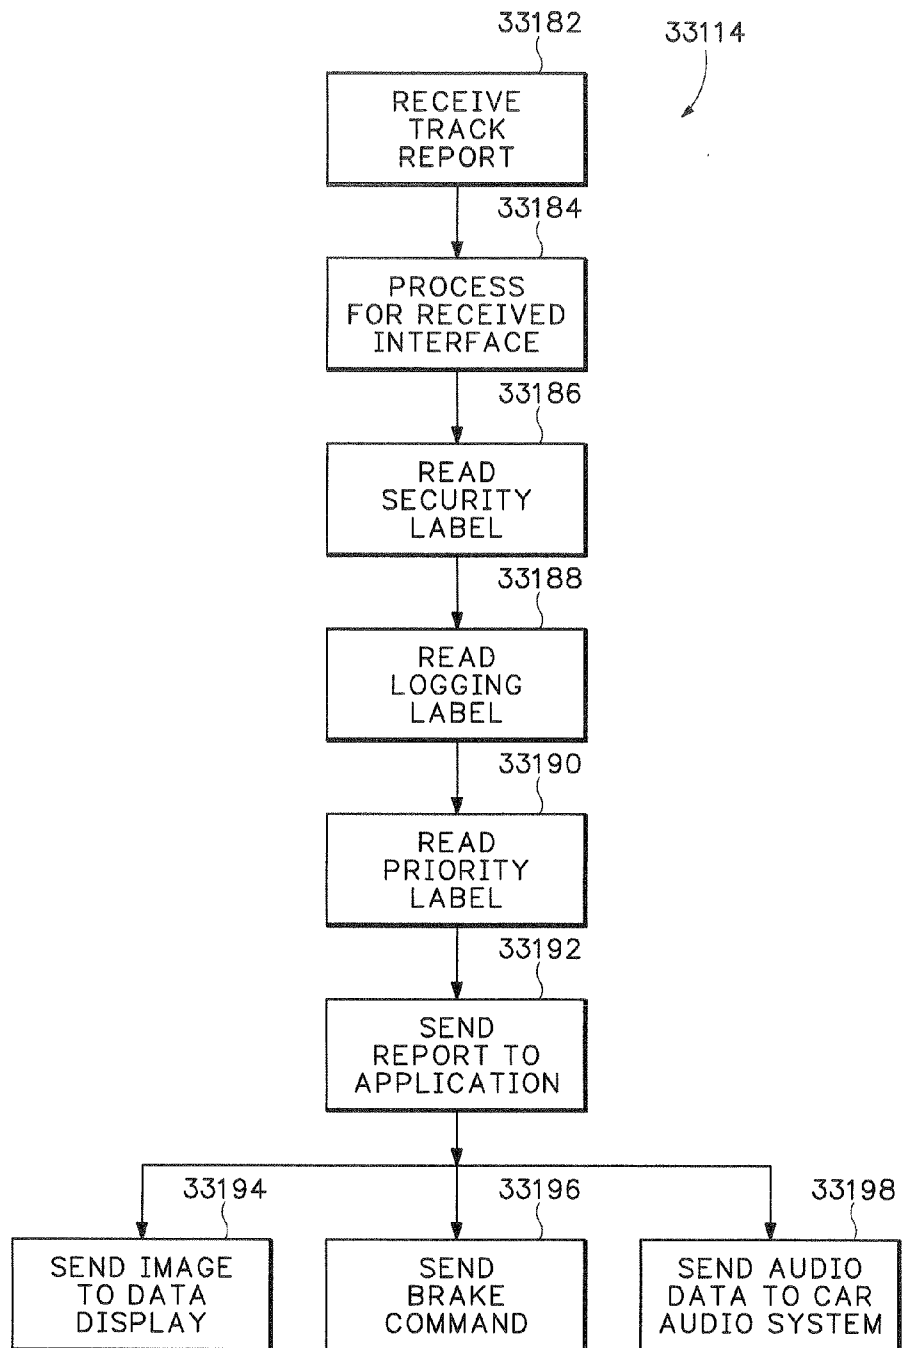 33182
33114
RECEIVE
TRACK
REPORT
33184
PROCESS
FOR RECEIVED
INTERFACE
33186
READ
SECURITY
LABEL
33188
READ
LOGGING
LABEL
33190
READ
PRIORITY
LABEL
33192
SEND
REPORT TO
APPLICATION
33194
SEND IMAGE
TO DATA
DISPLAY
33196
SEND
BRAKE
COMMAND
33198
SEND AUDIO
DATA TO CAR
AUDIO SYSTEM